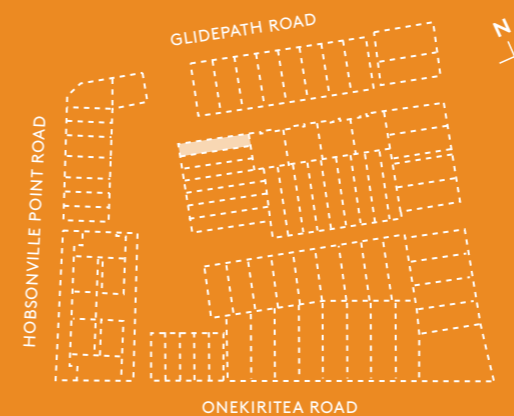 GLIDEPATH ROAD
N
HOBSONVILLE POINT ROAD
ONEKIRITEA ROAD